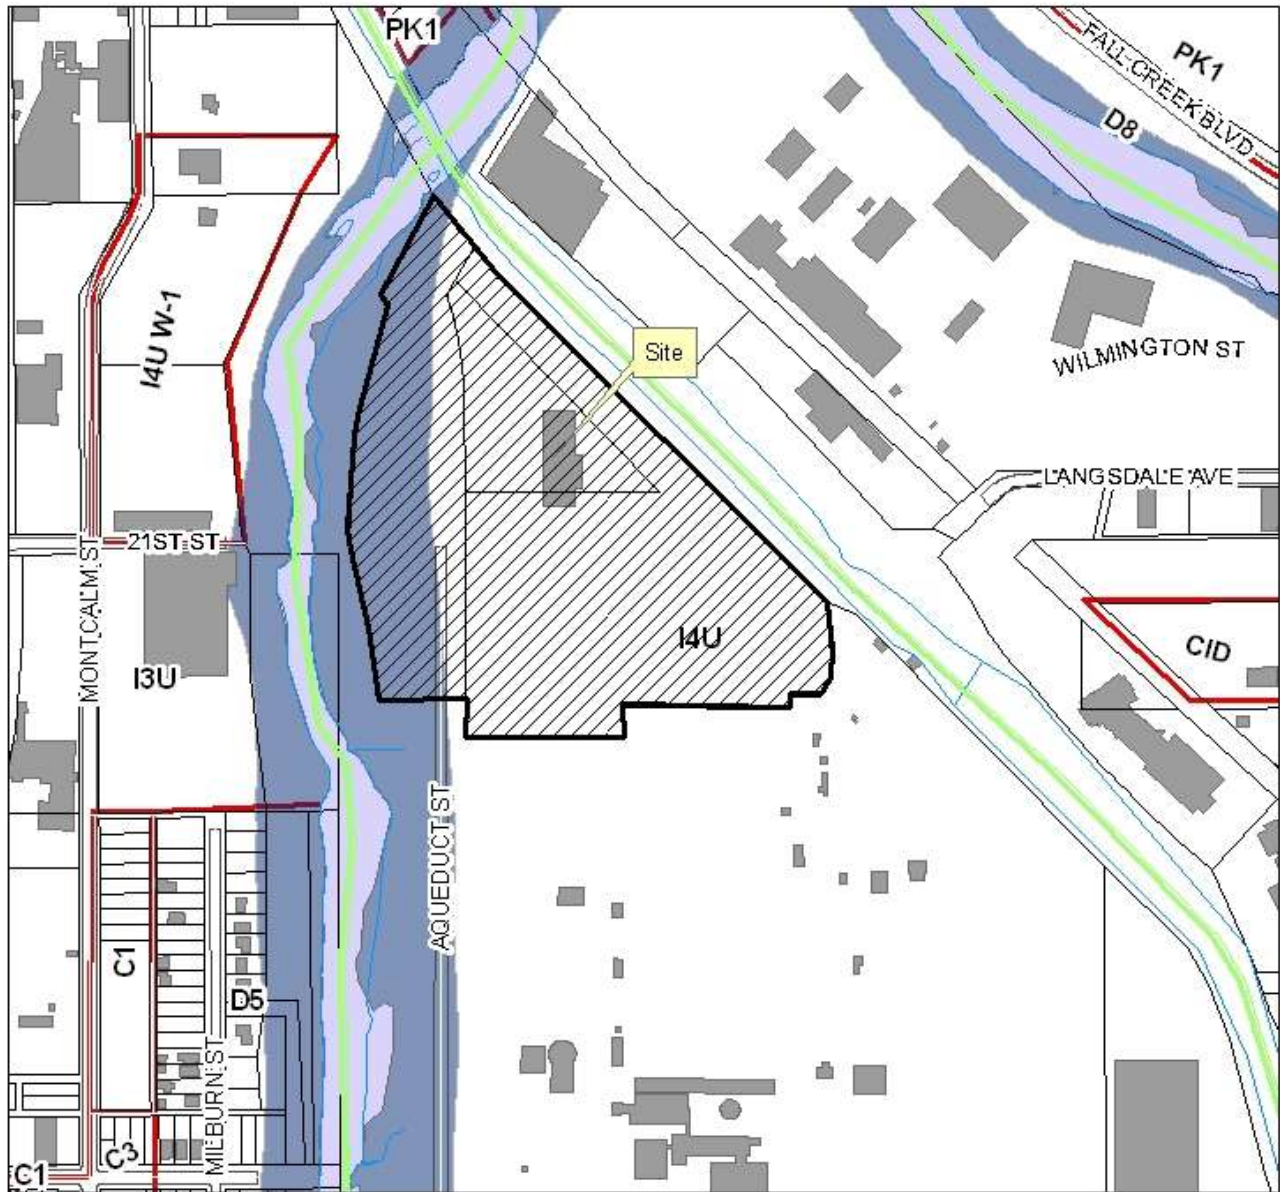 PK1
PK1
FALL CREEK BLVD
D8
I4U W-1
Site
WILMINGTON ST
LANGSDALE AVE
21ST ST
MONTCALM ST
I3U
I4U
CID
AQUEDUCT ST
C1
D5
MILBURN ST
C3
C1